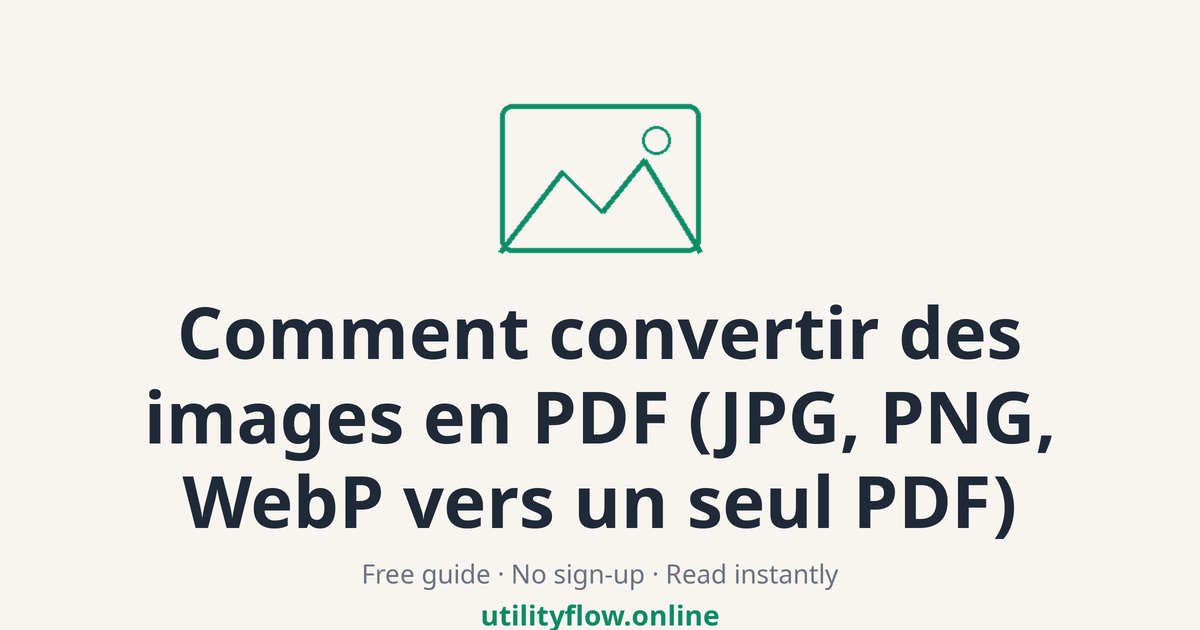 Comment convertir des
images en PDF (JPG, PNG,
WebP vers un seul PDF)
Free guide · No sign-up · Read instantly
utilityflow.online